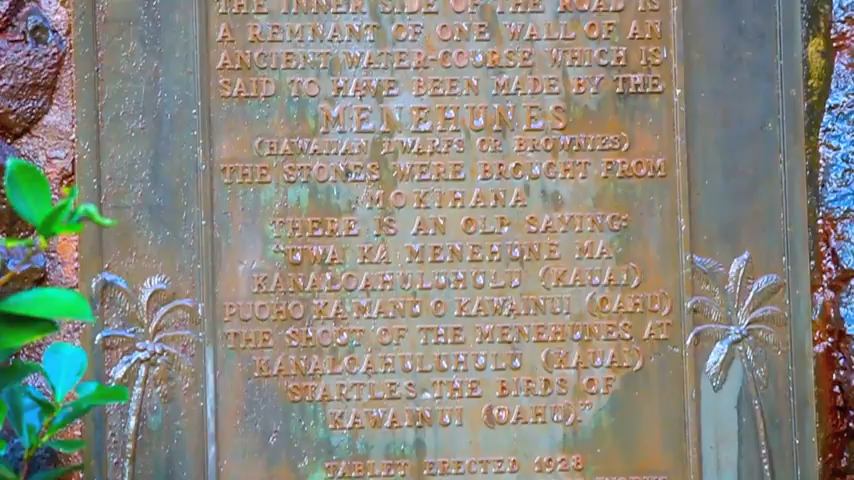 THE INNER SIDE OF THE ROAD IS
A REMNANT OF ONE WALL OF AN
ANCIENT WATER-COURSE WHICH IS
SAID TO HAVE BEEN MADE BY THE
MENEHUNES
(HAWAIIAN DWARFS OR BROWNIES)
THE STONES WERE BROUGHT FROM
MOKIHANA
THERE IS AN OLD SAYING:
"UWA KA MENEHUNE MA
KANALOAHULUHULU (KAUAI)
PUOHO KA MANU O KAWAINUI (OAHU)
THE SHOUT OF THE MENEHUNES AT
KANALOAHULUHULU (KAUAI)
STARTLES THE BIRDS OF
KAWAINUI (OAHU)"
TABLET ERECTED 1928